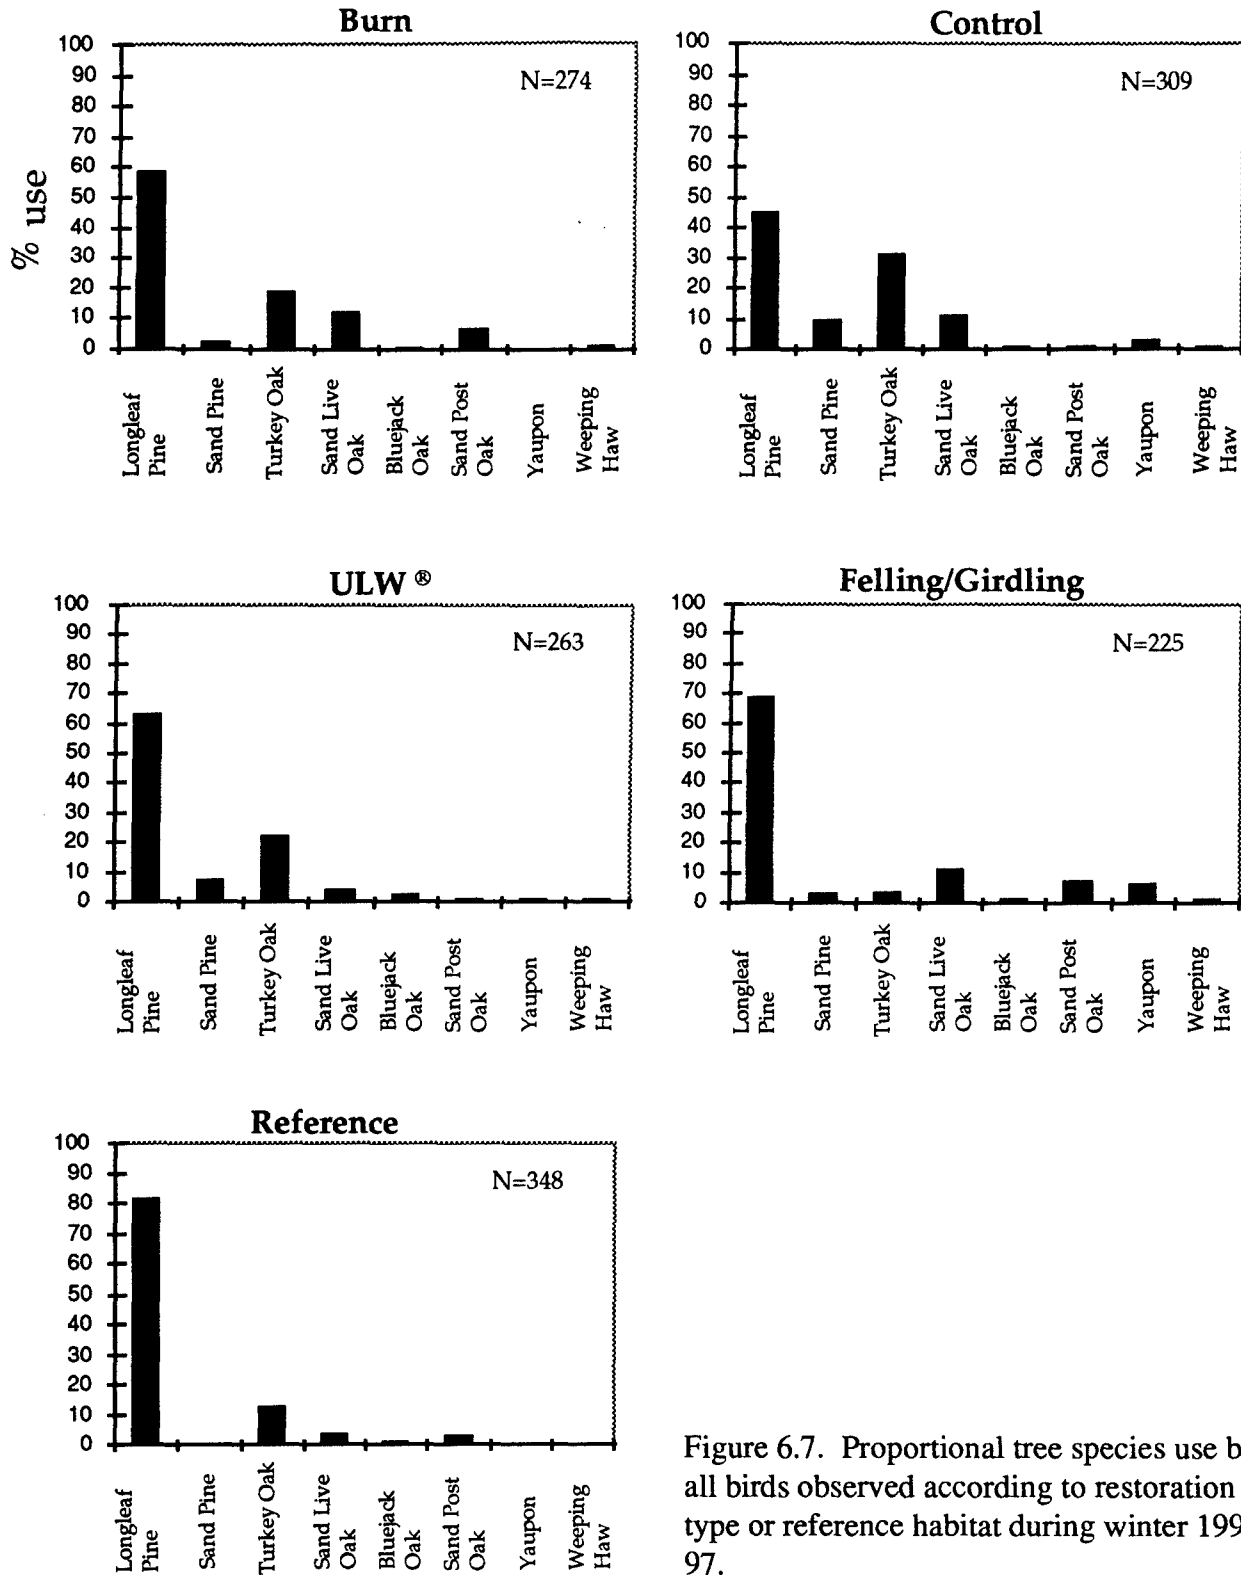 Burn
100
90
80
70
60
50
40
30
20
10
0
% use
N=274
Longleaf
Pine
Sand Pine
Turkey Oak
Sand Live
Oak
Bluejack
Oak
Sand Post
Oak
Yaupon
Weeping
Haw
Control
100
90
80
70
60
50
40
30
20
10
0
N=309
Longleaf
Pine
Sand Pine
Turkey Oak
Sand Live
Oak
Bluejack
Oak
Sand Post
Oak
Yaupon
Weeping
Haw
ULW ®
100
90
80
70
60
50
40
30
20
10
0
N=263
Longleaf
Pine
Sand Pine
Turkey Oak
Sand Live
Oak
Bluejack
Oak
Sand Post
Oak
Yaupon
Weeping
Haw
Felling/Girdling
100
90
80
70
60
50
40
30
20
10
0
N=225
Longleaf
Pine
Sand Pine
Turkey Oak
Sand Live
Oak
Bluejack
Oak
Sand Post
Oak
Yaupon
Weeping
Haw
Reference
100
90
80
70
60
50
40
30
20
10
0
N=348
Longleaf
Pine
Sand Pine
Turkey Oak
Sand Live
Oak
Bluejack
Oak
Sand Post
Oak
Yaupon
Weeping
Haw
Figure 6.7. Proportional tree species use b
all birds observed according to restoration
type or reference habitat during winter 199
97.